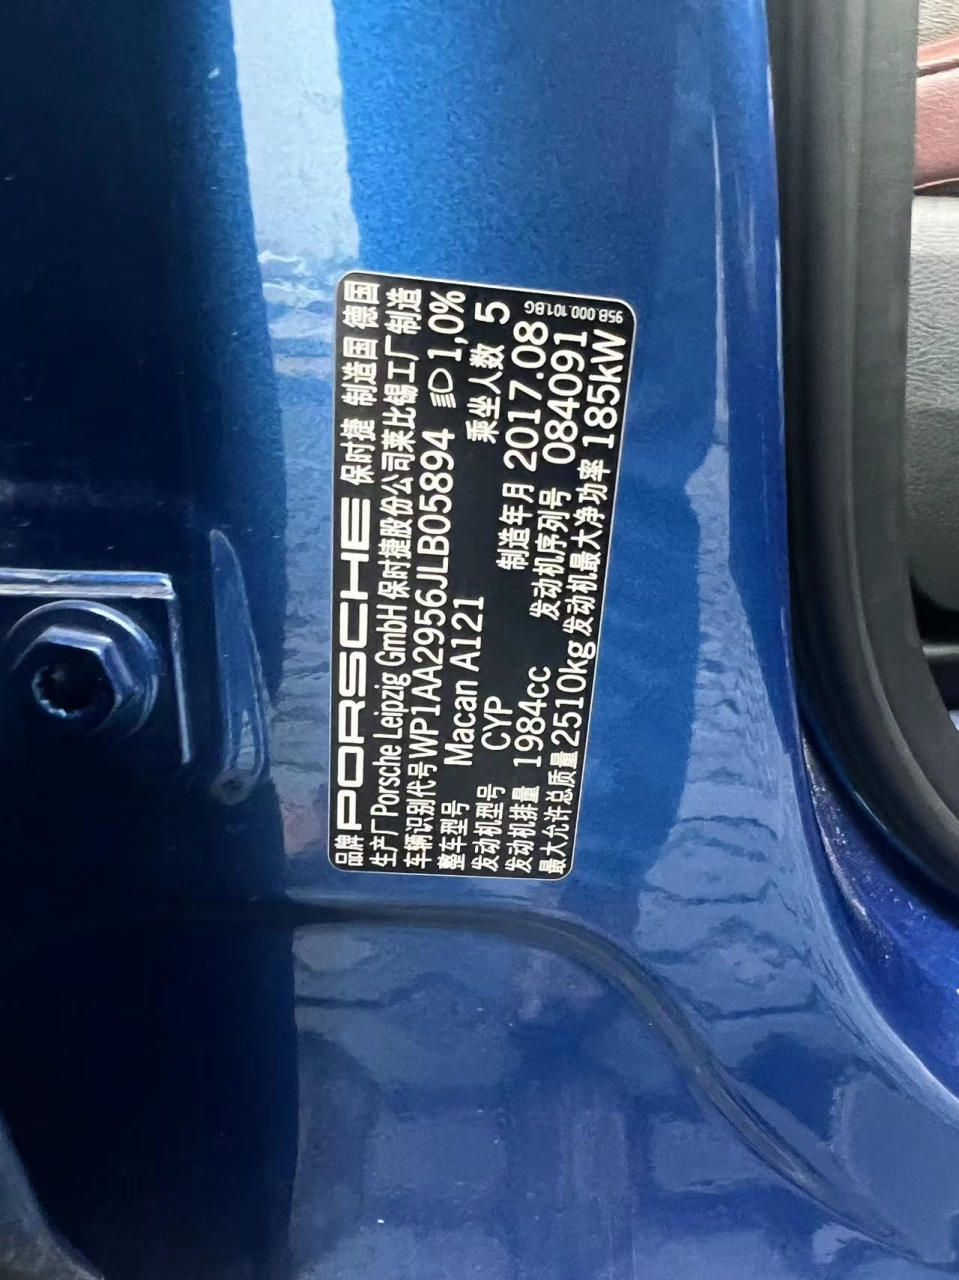 品牌 PORSCHE 保时捷 制造国 德国
生产厂 Porsche Leipzig GmbH 保时捷股份公司莱比锡工厂制造
车辆识别代号 WP1AA2956JLB05894 1,0%
整车型号 Macan A121 乘坐人数 5
发动机型号 CYP 制造年月 2017.08
发动机排量 1984cc 发动机序列号 084091
最大允许总质量 2510kg 发动机最大净功率 185kW
95B.000.101.BG